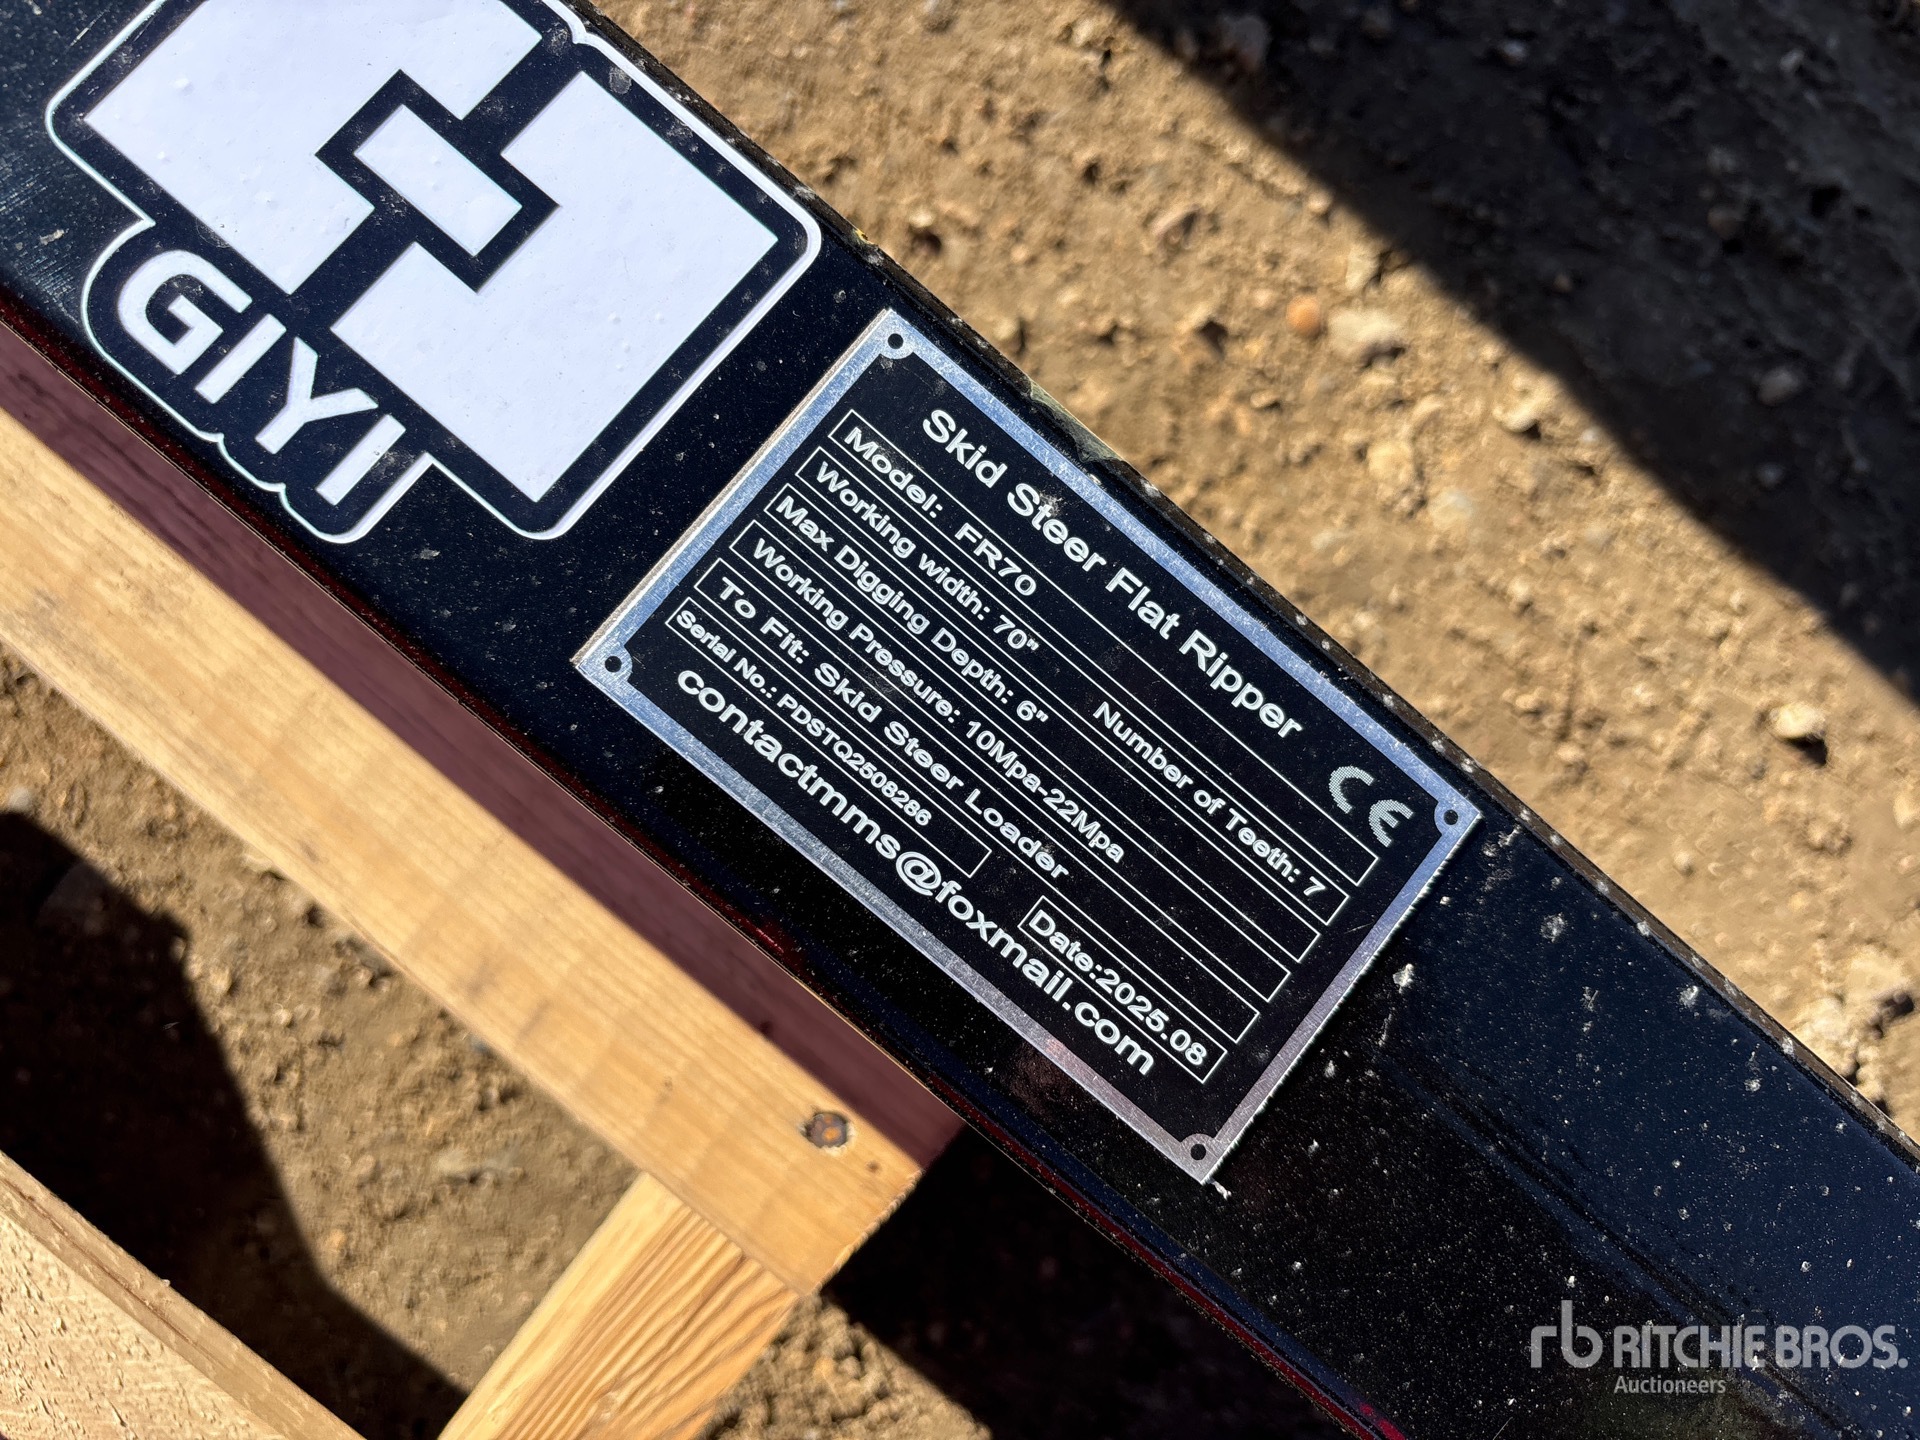 GIYI
Skid Steer Flat Ripper
CE
Model: FR70
Working width: 70" Number of Teeth: 7
Max Digging Depth: 6"
Working Pressure: 10Mpa-22Mpa
To Fit: Skid Steer Loader
Serial No.: PDSTQ2508286 Date:2025.08
contactmms@foxmail.com
rb RITCHIE BROS.
Auctioneers